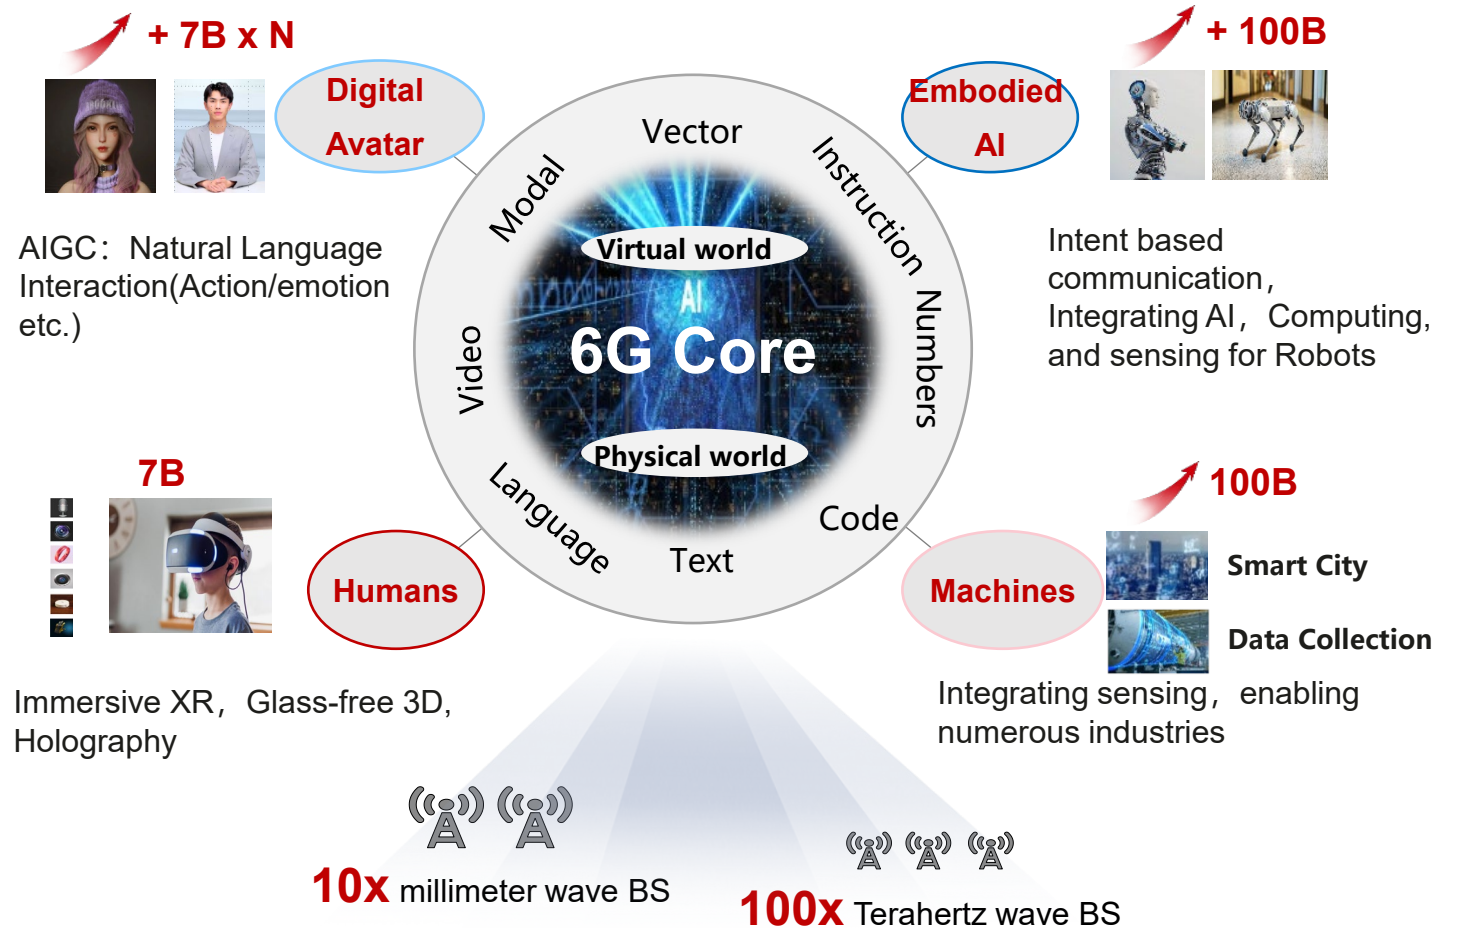 + 7B x N
Digital
Avatar
AIGC：Natural Language
Interaction(Action/emotion
etc.)
+ 100B
Embodied
AI
Intent based
communication，
Integrating AI，Computing,
and sensing for Robots
Vector
Modal
Instruction
Video
Numbers
Language
Code
Text
Virtual world
AI
6G Core
Physical world
7B
Humans
Immersive XR，Glass-free 3D,
Holography
100B
Machines
Smart City
Data Collection
Integrating sensing，enabling
numerous industries
10x millimeter wave BS
100x Terahertz wave BS